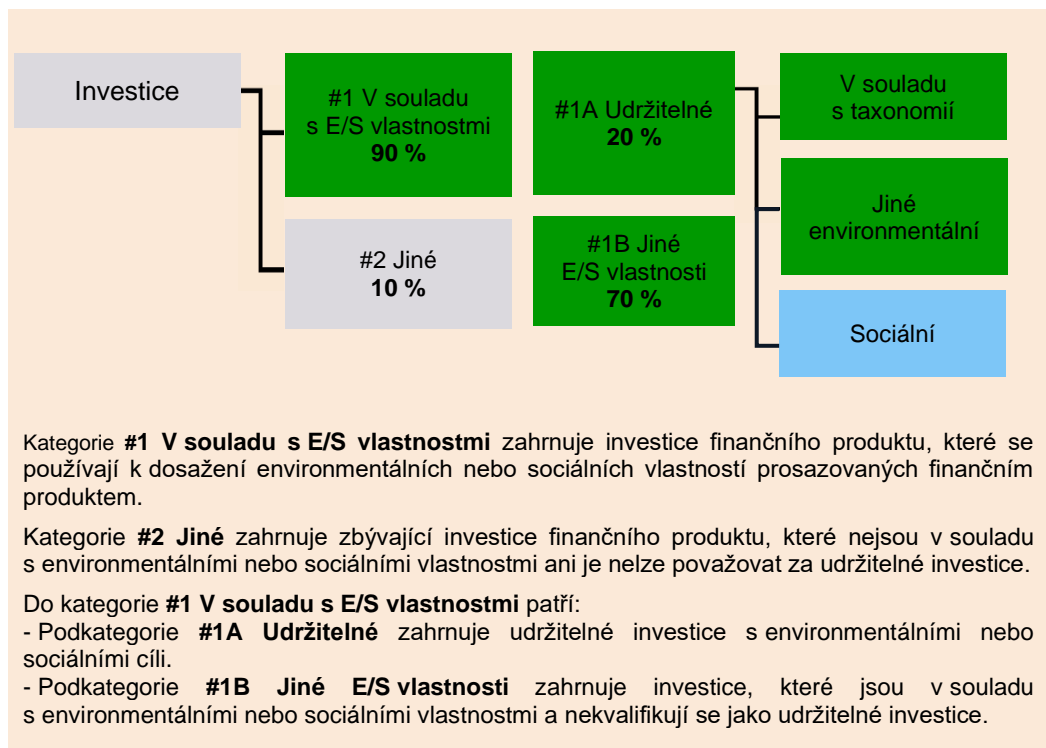 Investice
#1 V souladu
s E/S vlastnostmi
90 %
#2 Jiné
10 %
#1A Udržitelné
20 %
#1B Jiné
E/S vlastnosti
70 %
V souladu
s taxonomií
Jiné
environmentální
Sociální
Kategorie #1 V souladu s E/S vlastnostmi zahrnuje investice finančního produktu, které se
používají k dosažení environmentálních nebo sociálních vlastností prosazovaných finančním
produktem.
Kategorie #2 Jiné zahrnuje zbývající investice finančního produktu, které nejsou v souladu
s environmentálními nebo sociálními vlastnostmi ani je nelze považovat za udržitelné investice.
Do kategorie #1 V souladu s E/S vlastnostmi patří:
- Podkategorie #1A Udržitelné zahrnuje udržitelné investice s environmentálními nebo
sociálními cíli.
- Podkategorie #1B Jiné E/S vlastnosti zahrnuje investice, které jsou v souladu
s environmentálními nebo sociálními vlastnostmi a nekvalifikují se jako udržitelné investice.